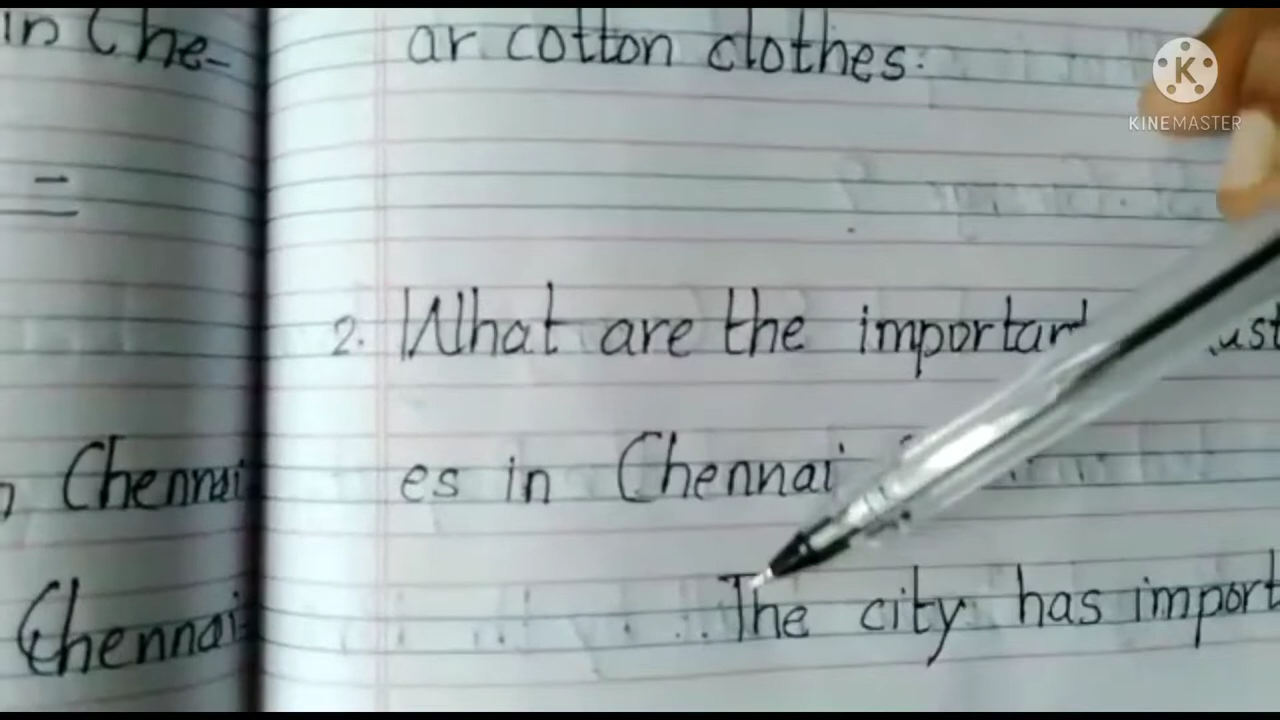 in Che-
Chennai
Chennai
ar cotton clothes.
2. What are the important
es in Chennai
The city has import
KINEMASTER